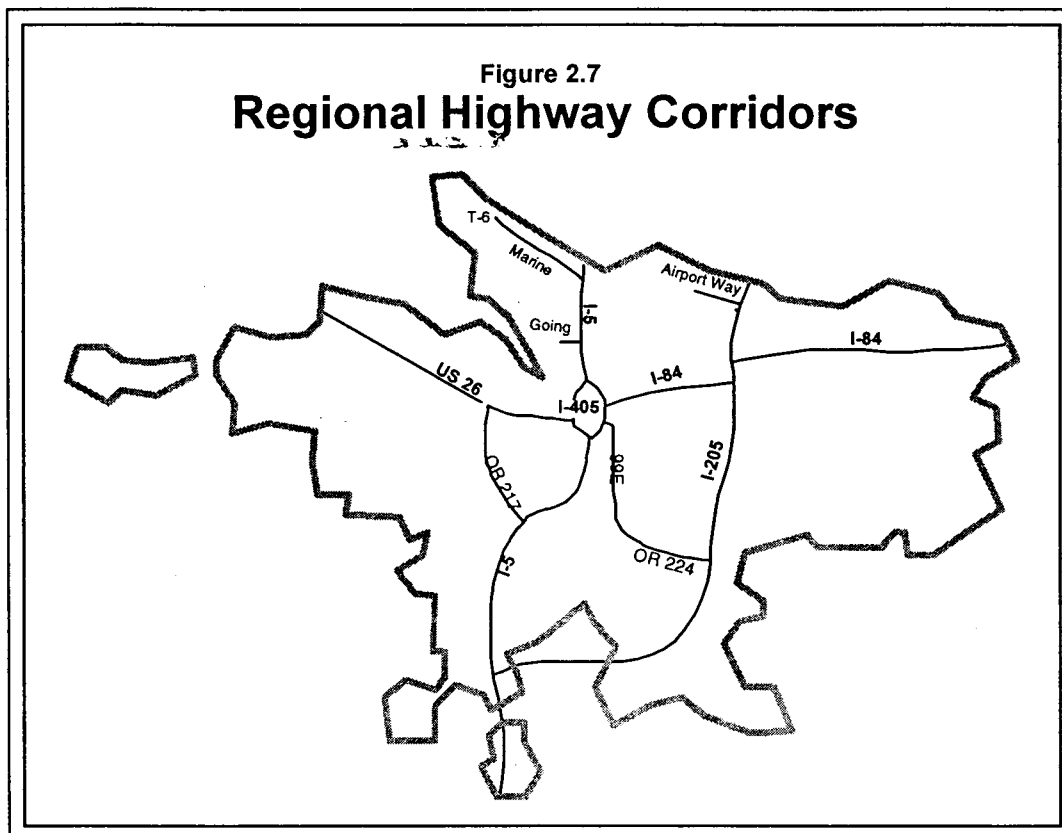 Figure 2.7
Regional Highway Corridors
T-6
Marine
Airport Way
I-5
Going
I-84
I-84
US 26
I-405
OR 217
99E
I-205
OR 224
I-5